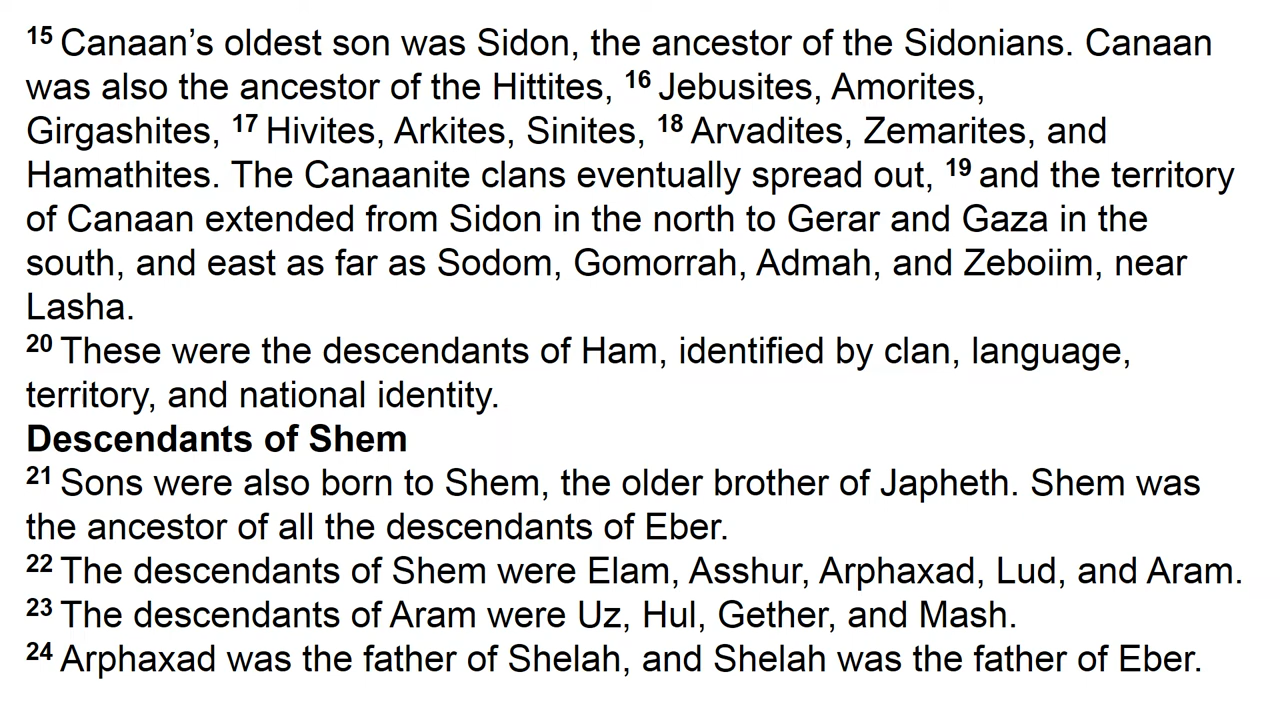 15 Canaan’s oldest son was Sidon, the ancestor of the Sidonians. Canaan
was also the ancestor of the Hittites, 16 Jebusites, Amorites,
Girgashites, 17 Hivites, Arkites, Sinites, 18 Arvadites, Zemarites, and
Hamathites. The Canaanite clans eventually spread out, 19 and the territory
of Canaan extended from Sidon in the north to Gerar and Gaza in the
south, and east as far as Sodom, Gomorrah, Admah, and Zeboiim, near
Lasha.
20 These were the descendants of Ham, identified by clan, language,
territory, and national identity.
Descendants of Shem
21 Sons were also born to Shem, the older brother of Japheth. Shem was
the ancestor of all the descendants of Eber.
22 The descendants of Shem were Elam, Asshur, Arphaxad, Lud, and Aram.
23 The descendants of Aram were Uz, Hul, Gether, and Mash.
24 Arphaxad was the father of Shelah, and Shelah was the father of Eber.